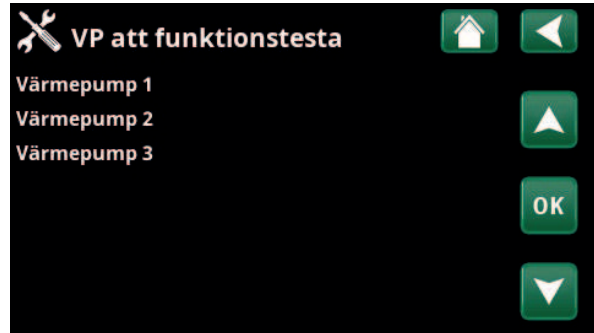 VP att funktionstesta
Värmepump 1
Värmepump 2
Värmepump 3
OK